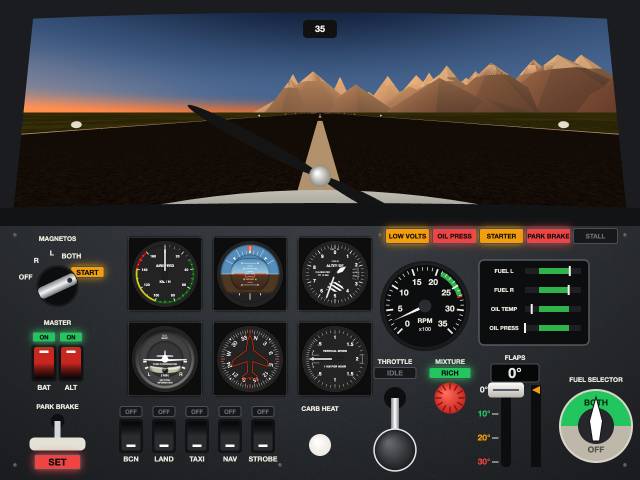 35
MAGNETOS
OFF R L BOTH START
LOW VOLTS OIL PRESS STARTER PARK BRAKE STALL
FUEL L
FUEL R
OIL TEMP
OIL PRESS
0 5 10 15 20 25 30 35
RPM
x100
MASTER
ON ON
BAT ALT
PARK BRAKE
SET
OFF OFF OFF OFF OFF
BCN LAND TAXI NAV STROBE
CARB HEAT
THROTTLE
IDLE
MIXTURE
RICH
FLAPS
0°
0°
10°
20°
30°
FUEL SELECTOR
BOTH
OFF